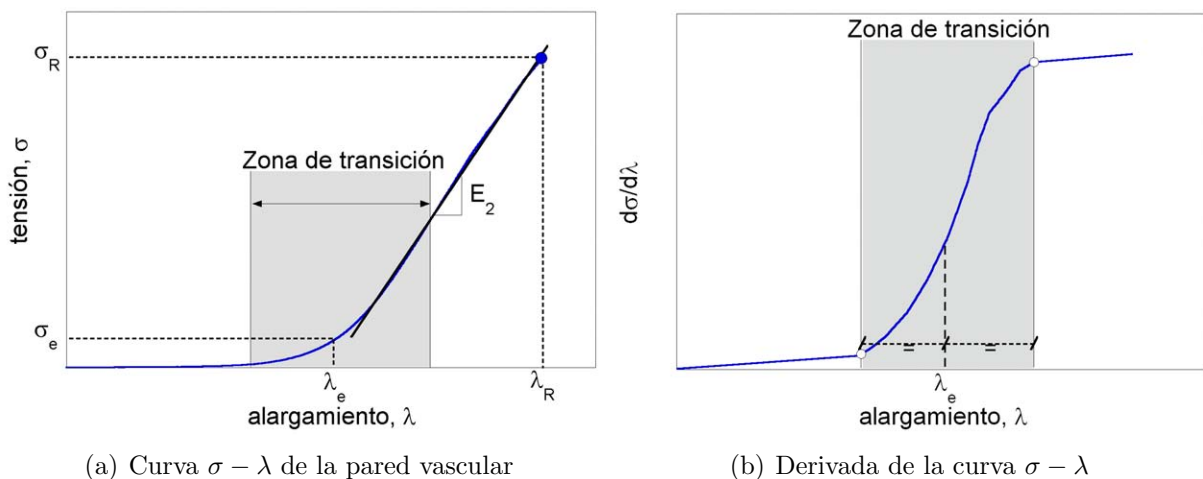 σR
tensión, σ
Zona de transición
E2
σe
λe
λR
alargamiento, λ
(a) Curva σ − λ de la pared vascular
Zona de transición
dσ/dλ
= =
λe
alargamiento, λ
(b) Derivada de la curva σ − λ